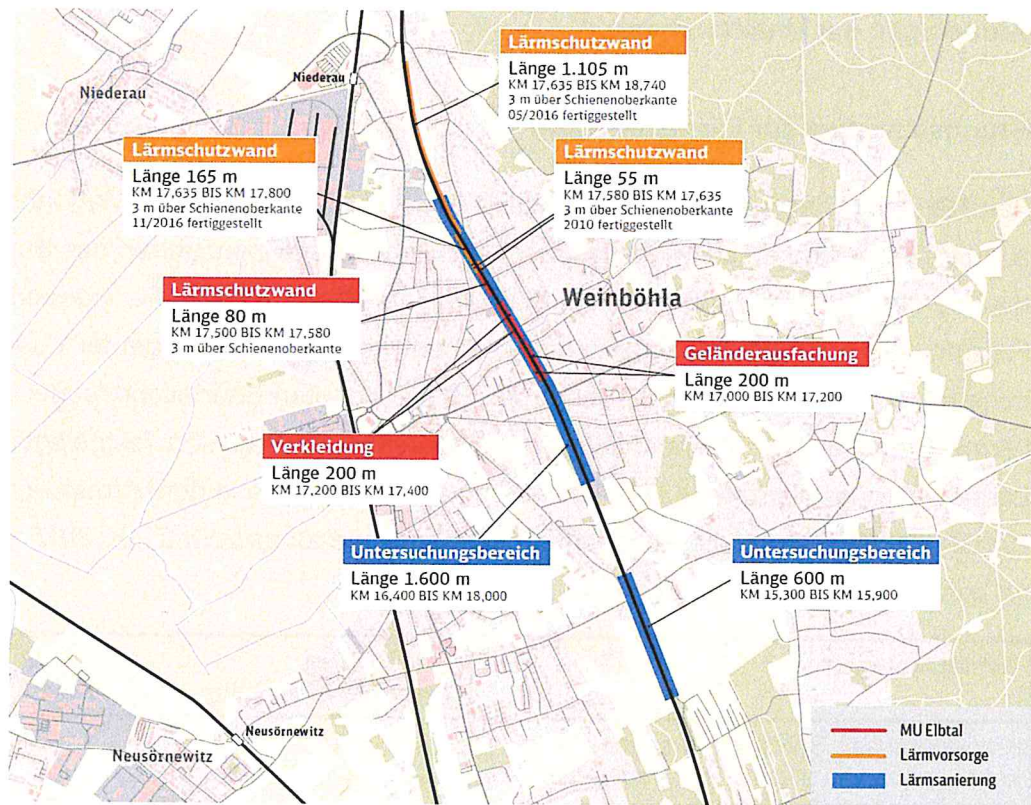 Lärmschutzwand
Länge 1.105 m
KM 17,635 BIS KM 18,740
3 m über Schienenoberkante
05/2016 fertiggestellt
Niederau
Niederau
Lärmschutzwand
Länge 165 m
KM 17,635 BIS KM 17,800
3 m über Schienenoberkante
11/2016 fertiggestellt
Lärmschutzwand
Länge 55 m
KM 17,580 BIS KM 17,635
3 m über Schienenoberkante
2010 fertiggestellt
Lärmschutzwand
Länge 80 m
KM 17,500 BIS KM 17,580
3 m über Schienenoberkante
Weinböhla
Geländerausfachung
Länge 200 m
KM 17,000 BIS KM 17,200
Verkleidung
Länge 200 m
KM 17,200 BIS KM 17,400
Untersuchungsbereich
Länge 1.600 m
KM 16,400 BIS KM 18,000
Untersuchungsbereich
Länge 600 m
KM 15,300 BIS KM 15,900
Neusörnewitz
Neusörnewitz
MU Elbtal
Lärmvorsorge
Lärmsanierung